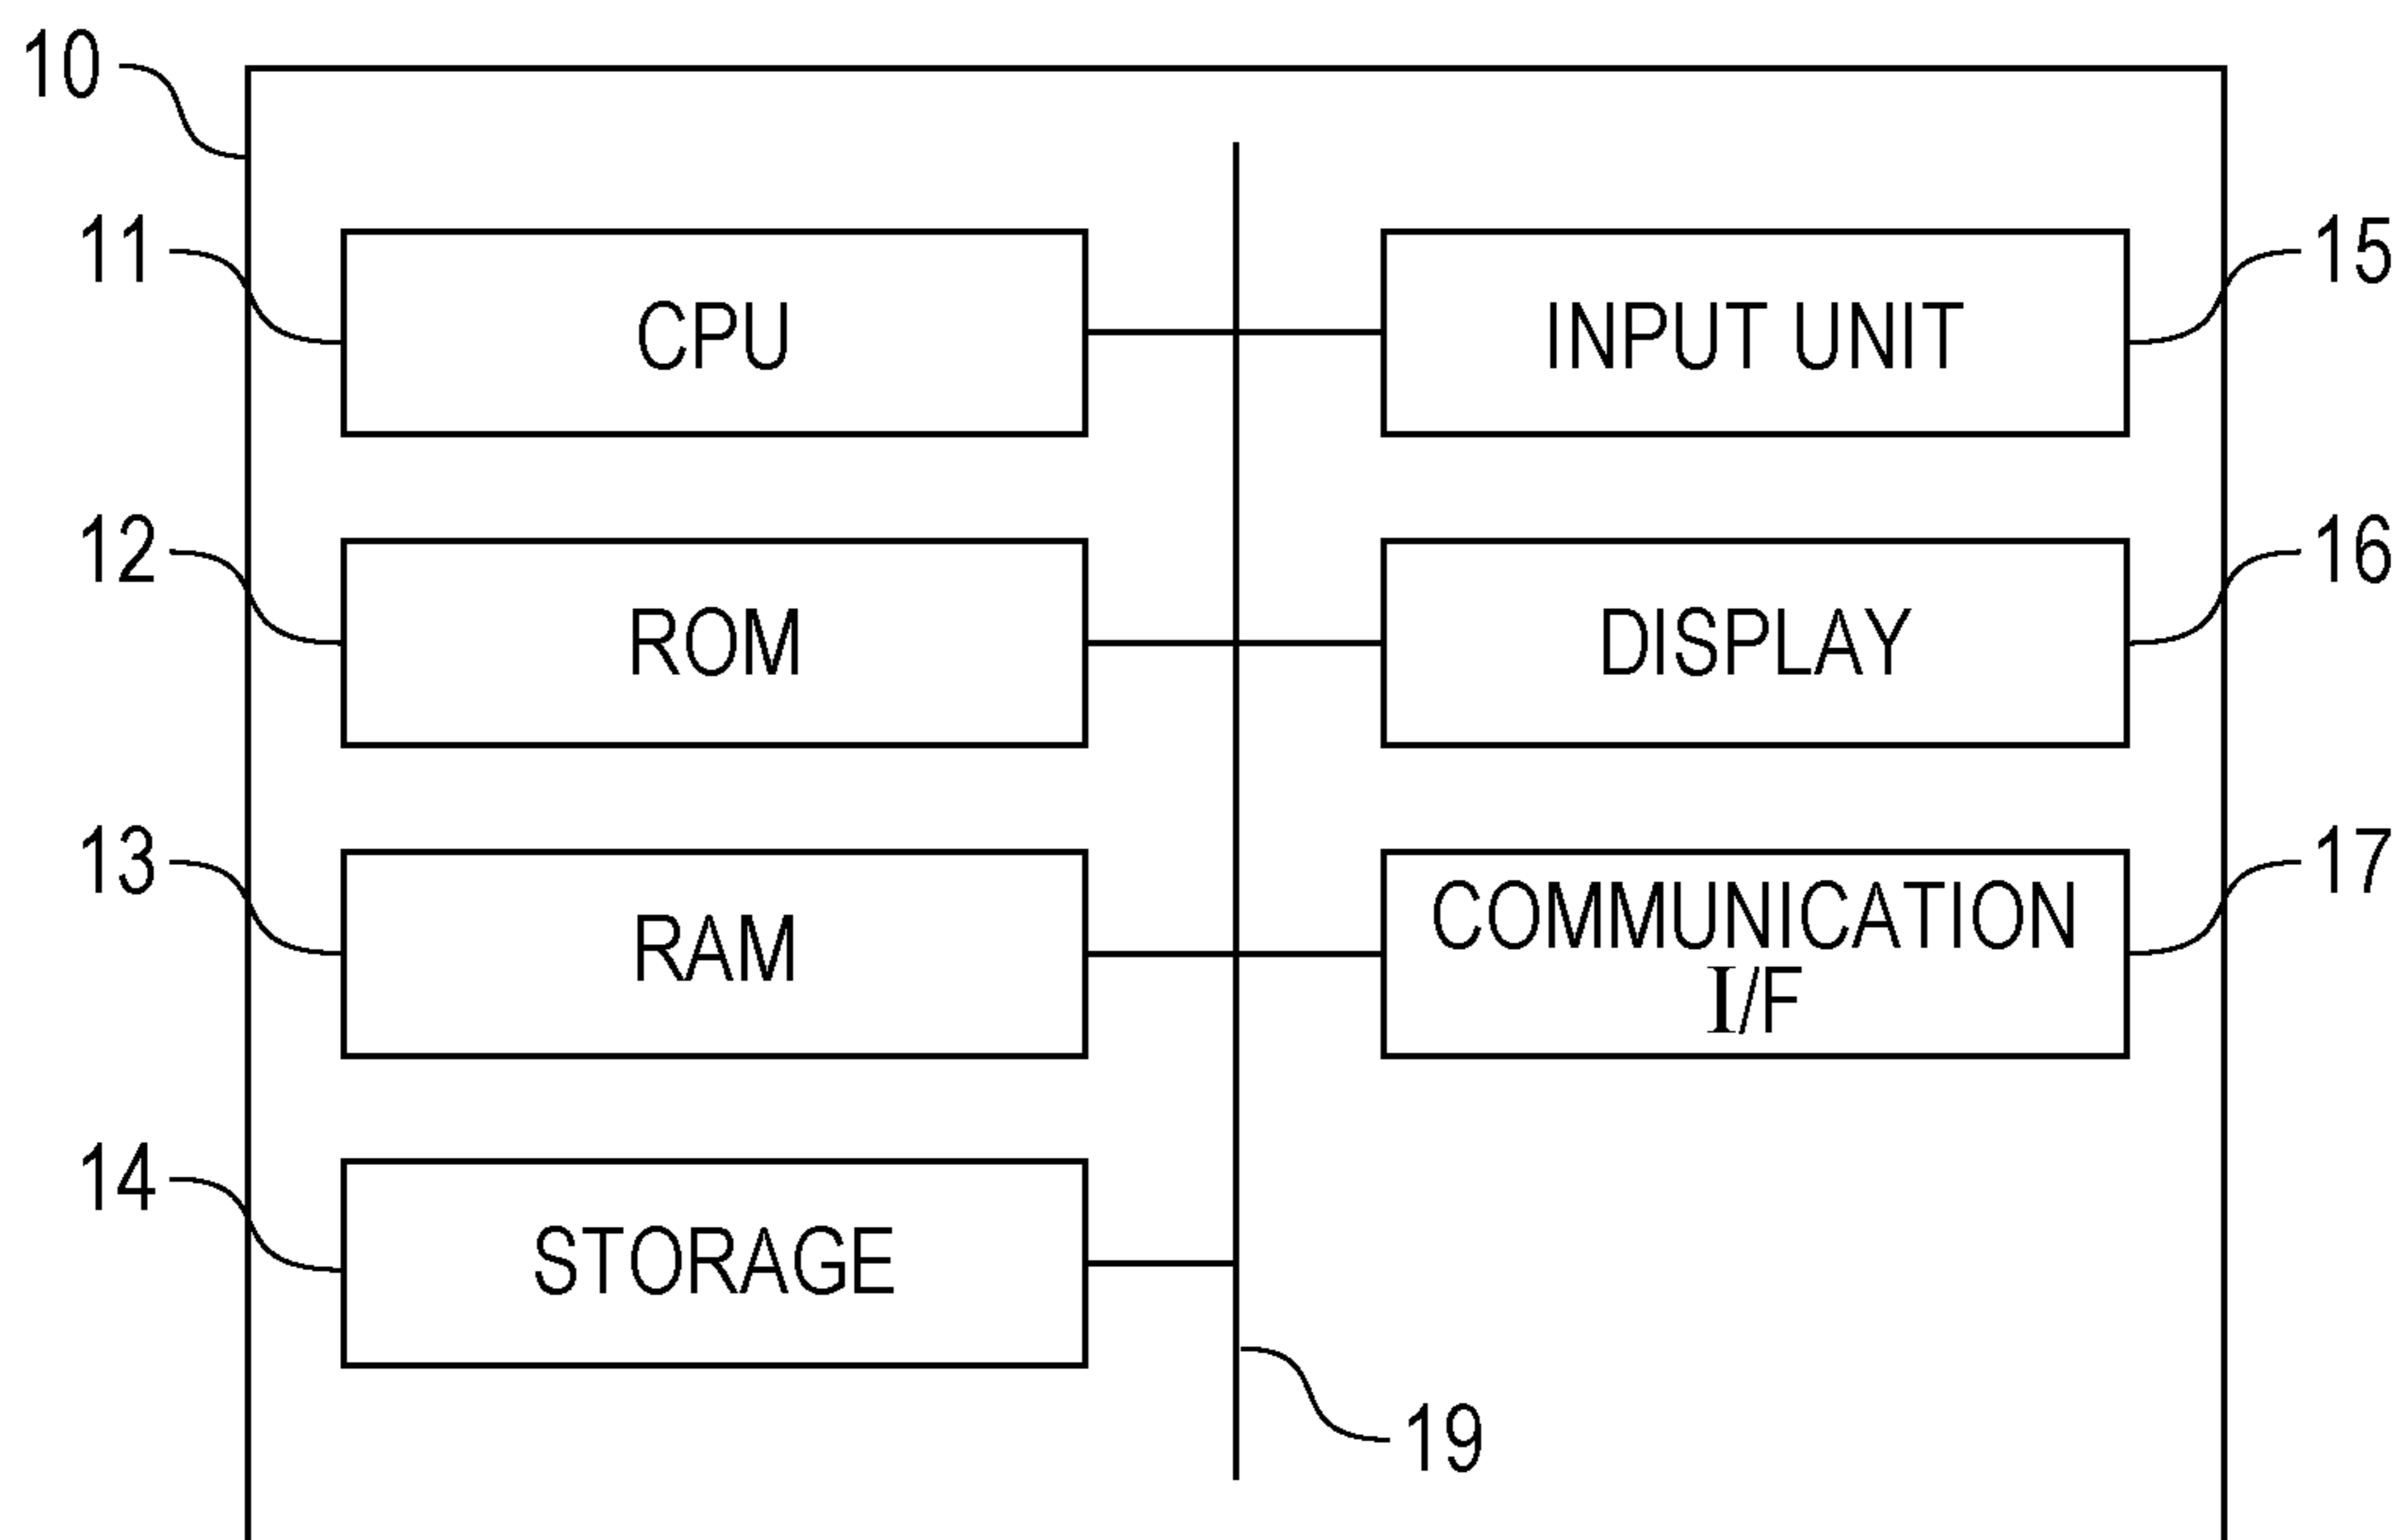 10
11
CPU
INPUT UNIT
15
12
ROM
DISPLAY
16
13
RAM
COMMUNICATION
I/F
17
14
STORAGE
19